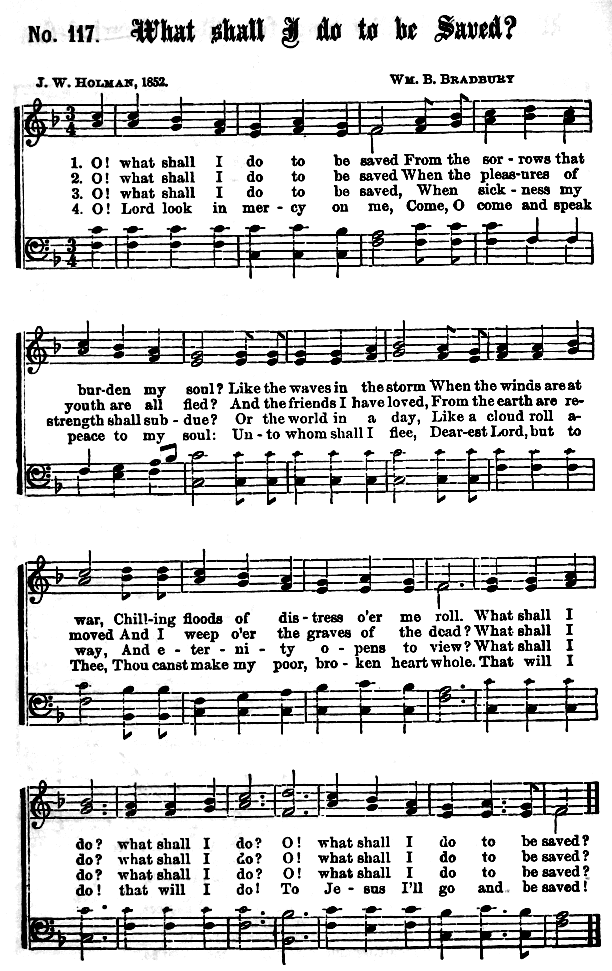 No. 117. What shall I do to be Saved?
J. W. HOLMAN, 1852. WM. B. BRADBURY
1. O! what shall I do to be saved From the sor - rows that
2. O! what shall I do to be saved When the pleas-ures of
3. O! what shall I do to be saved, When sick - ness my
4. O! Lord look in mer - cy on me, Come, O come and speak
bur-den my soul? Like the waves in the storm When the winds are at
youth are all fled? And the friends I have loved, From the earth are re-
strength shall sub - due? Or the world in a day, Like a cloud roll a-
peace to my soul: Un - to whom shall I flee, Dear-est Lord, but to
war, Chill-ing floods of dis - tress o'er me roll. What shall I
moved And I weep o'er the graves of the dead? What shall I
way, And e - ter - ni - ty o - pens to view? What shall I
Thee, Thou canst make my poor, bro - ken heart whole. That will I
do? what shall I do? O! what shall I do to be saved?
do? what shall I do? O! what shall I do to be saved?
do? what shall I do? O! what shall I do to be saved?
do! that will I do! To Je - sus I'll go and be saved!